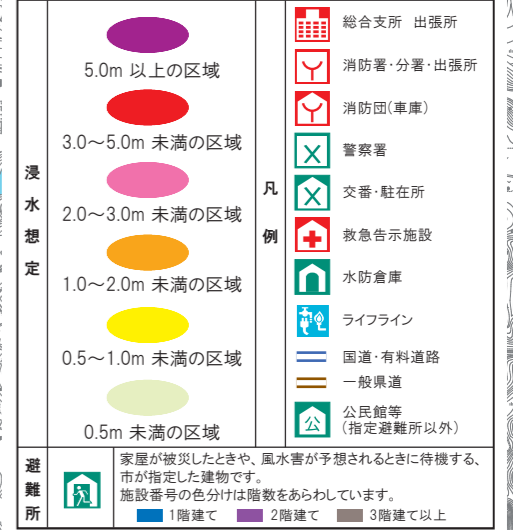 浸水想定
5.0m 以上の区域
3.0～5.0m 未満の区域
2.0～3.0m 未満の区域
1.0～2.0m 未満の区域
0.5～1.0m 未満の区域
0.5m 未満の区域
凡例
総合支所 出張所
消防署・分署・出張所
消防団(車庫)
警察署
交番・駐在所
救急告示施設
水防倉庫
ライフライン
国道・有料道路
一般県道
公
公民館等
(指定避難所以外)
避難所
家屋が被災したときや、風水害が予想されるときに待機する、
市が指定した建物です。
施設番号の色分けは階数をあらわしています。
1階建て 2階建て 3階建て以上